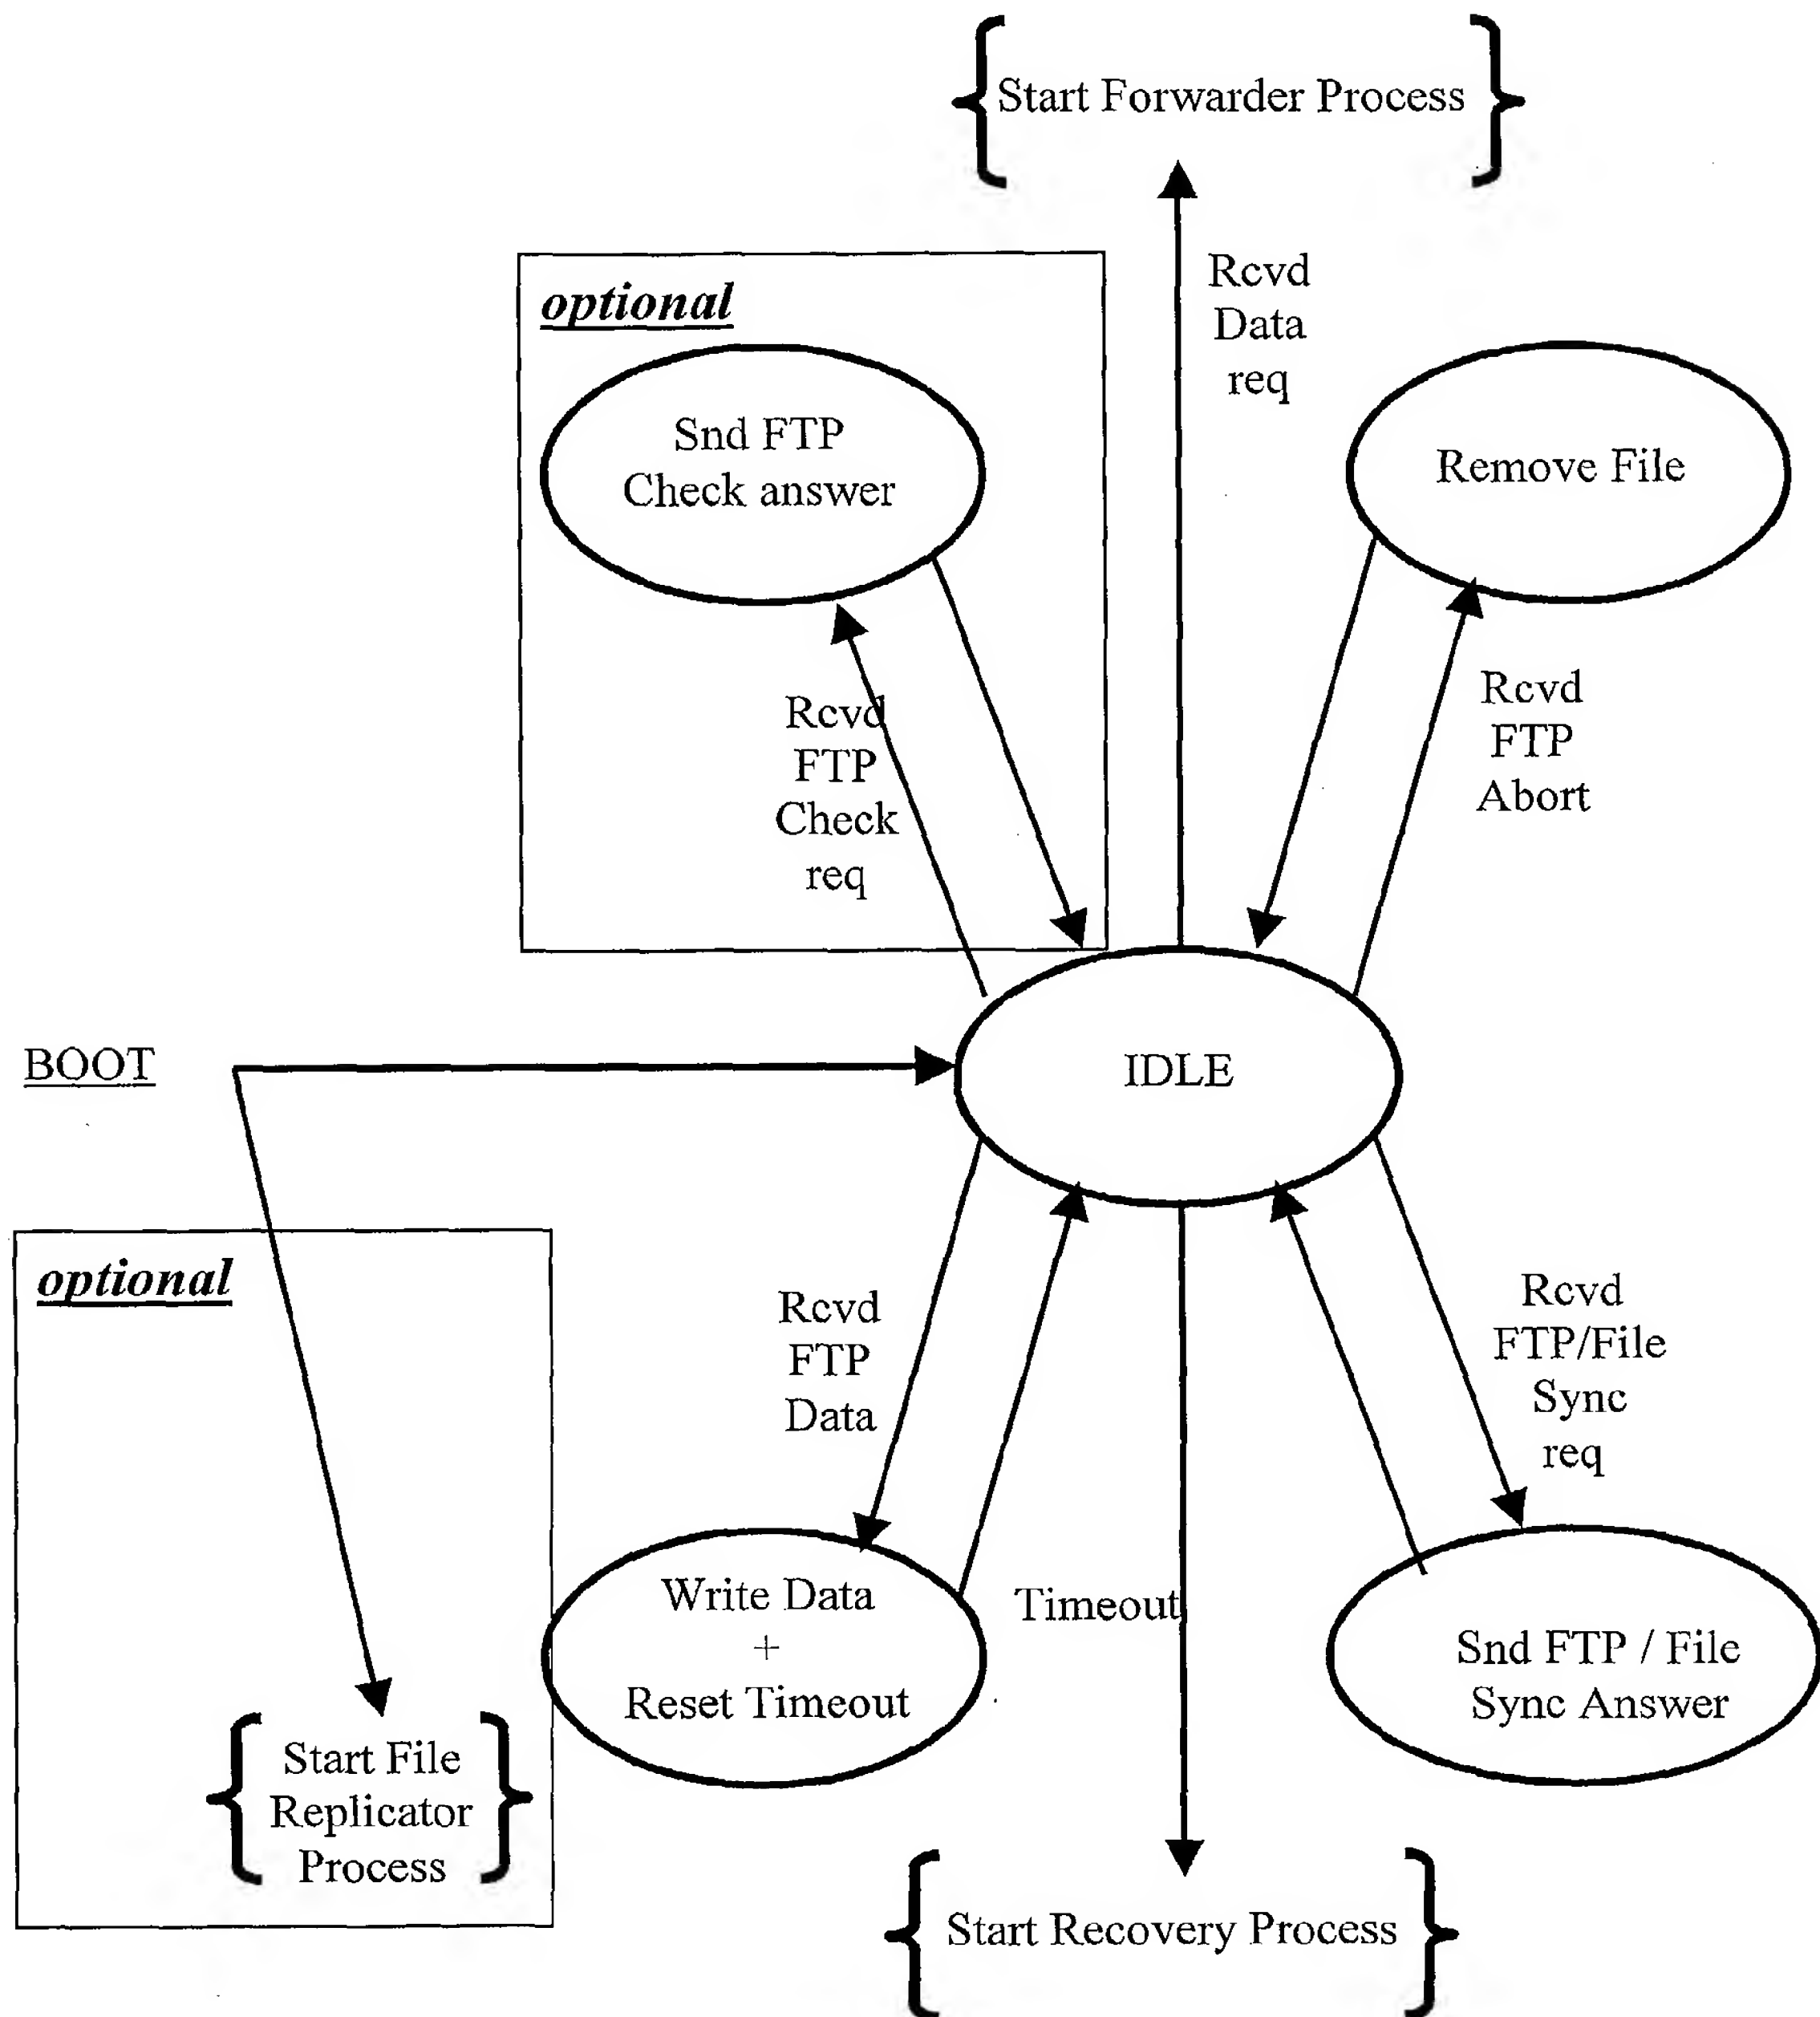 Start Forwarder Process
Rcvd
Data
req
optional
Snd FTP
Check answer
Remove File
Rcvd
FTP
Check
req
Rcvd
FTP
Abort
BOOT
IDLE
optional
Rcvd
FTP
Data
Rcvd
FTP/File
Sync
req
Write Data
+
Reset Timeout
Timeout
Snd FTP / File
Sync Answer
Start File
Replicator
Process
Start Recovery Process